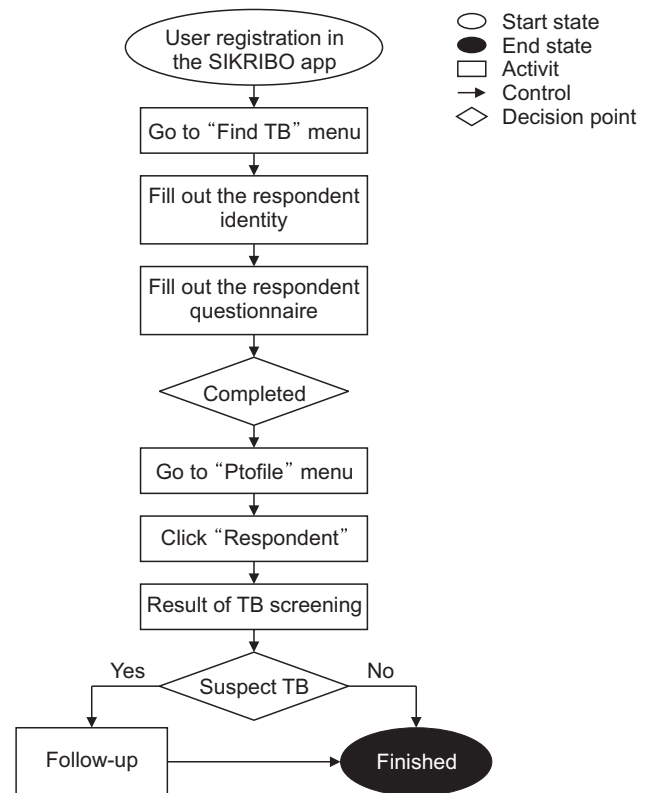 User registration in
the SIKRIBO app
Go to “Find TB” menu
Fill out the respondent
identity
Fill out the respondent
questionnaire
Completed
Go to “Ptofile” menu
Click “Respondent”
Result of TB screening
Yes
Suspect TB
No
Follow-up
Finished
Start state
End state
Activit
Control
Decision point